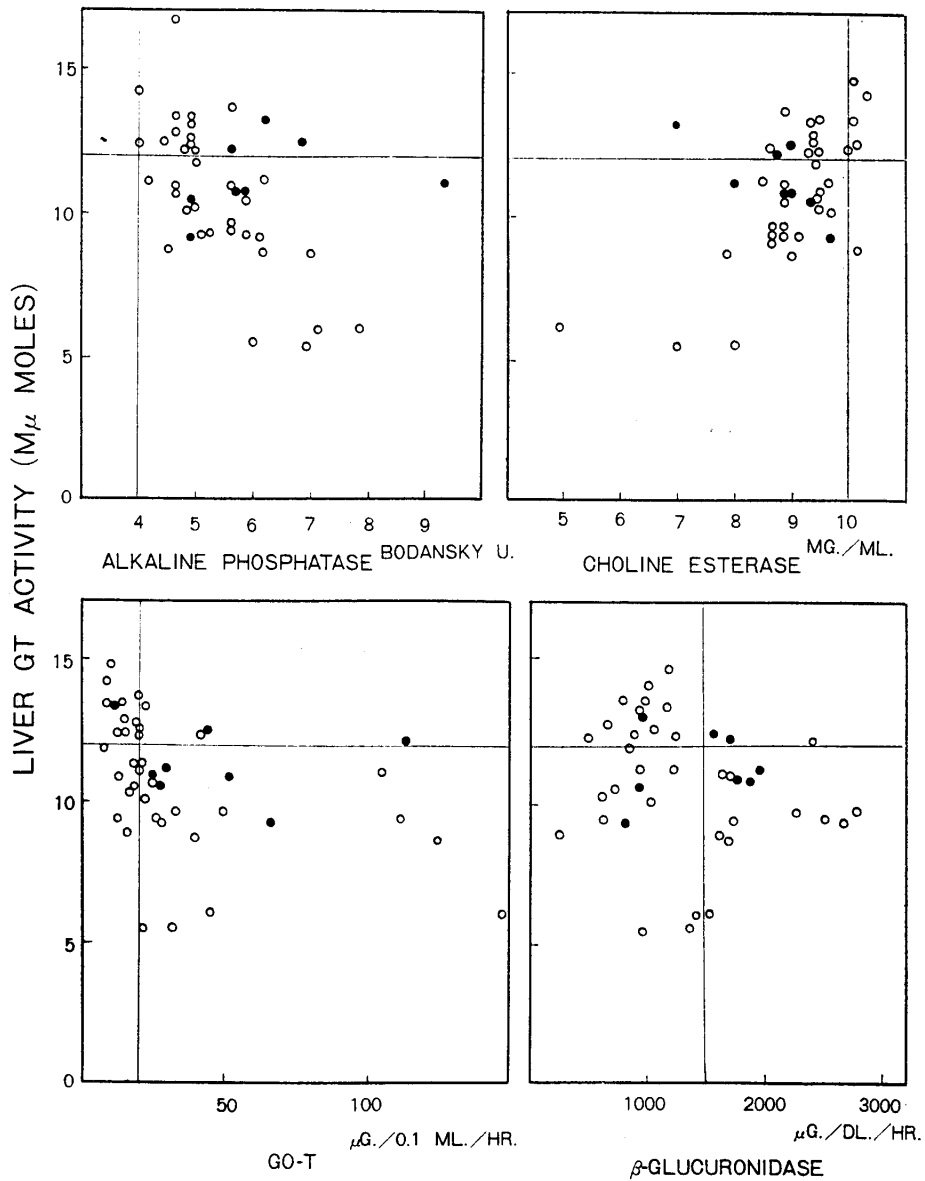 LIVER GT ACTIVITY (Mμ MOLES)
15
10
5
0
4 5 6 7 8 9
ALKALINE PHOSPHATASE BODANSKY U.
5 6 7 8 9 10
CHOLINE ESTERASE MG./ML.
15
10
5
0
50 100
μG./0.1 ML./HR.
GO-T
1000 2000 3000
μG./DL./HR.
β-GLUCURONIDASE